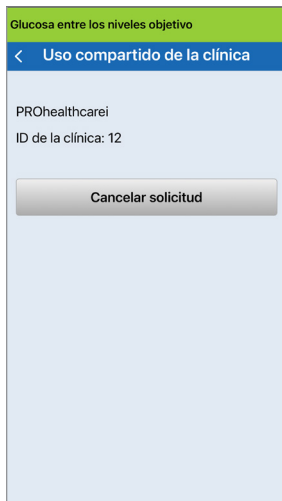 Glucosa entre los niveles objetivo
< Uso compartido de la clínica
PROhealthcarei
ID de la clínica: 12
Cancelar solicitud